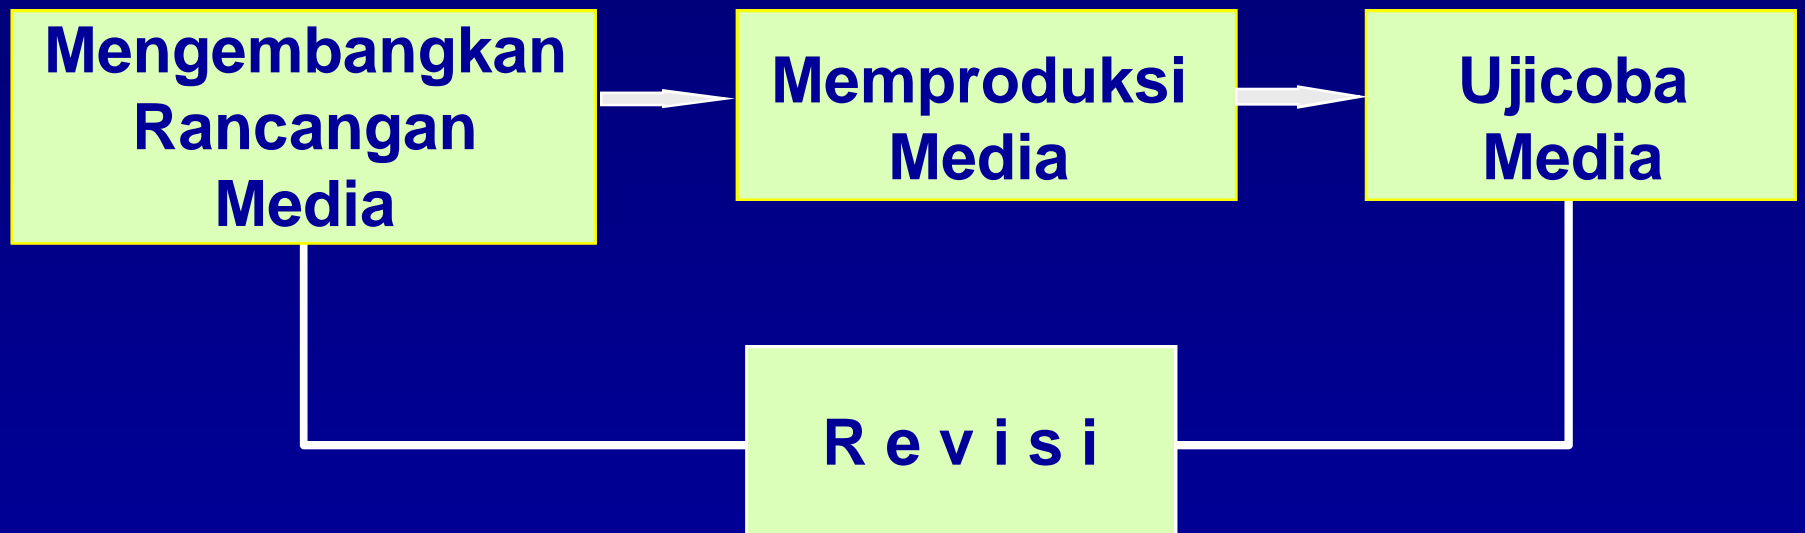 Mengembangkan
Rancangan
Media
Memproduksi
Media
Ujicoba
Media
R e v i s i